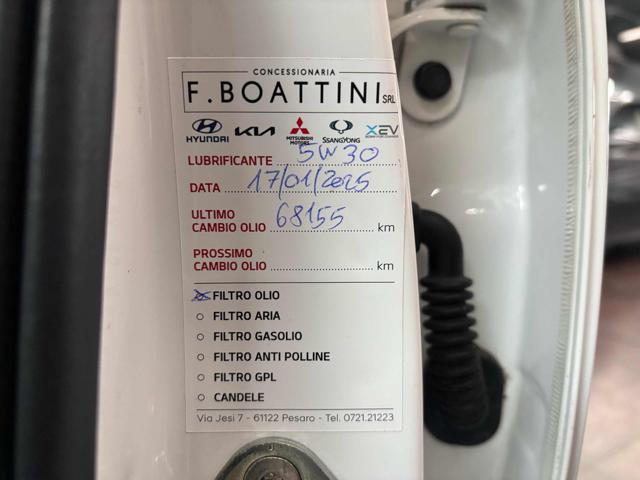 CONCESSIONARIA
F.BOATTINI SRL
HYUNDAI KIA MITSUBISHI MOTORS SSANGYONG XEV
LUBRIFICANTE 5W30
DATA 17/01/2025
ULTIMO
CAMBIO OLIO 68155 km
PROSSIMO
CAMBIO OLIO km
FILTRO OLIO
FILTRO ARIA
FILTRO GASOLIO
FILTRO ANTI POLLINE
FILTRO GPL
CANDELE
Via Jesi 7 - 61122 Pesaro - Tel. 0721.21223